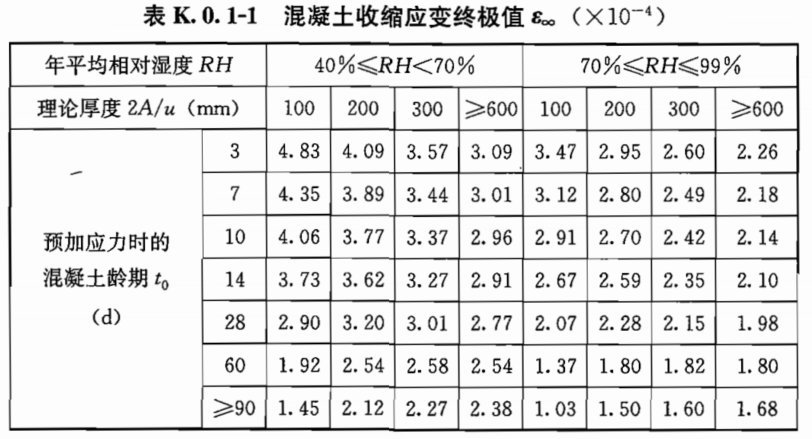 表 K.0.1-1 混凝土收缩应变终极值 ε∞（×10⁻⁴）
年平均相对湿度 RH 40%≤RH<70% 70%≤RH≤99%
理论厚度 2A/u（mm） 100 200 300 ≥600 100 200 300 ≥600
预加应力时的
混凝土龄期 t₀
（d）
3 4.83 4.09 3.57 3.09 3.47 2.95 2.60 2.26
7 4.35 3.89 3.44 3.01 3.12 2.80 2.49 2.18
10 4.06 3.77 3.37 2.96 2.91 2.70 2.42 2.14
14 3.73 3.62 3.27 2.91 2.67 2.59 2.35 2.10
28 2.90 3.20 3.01 2.77 2.07 2.28 2.15 1.98
60 1.92 2.54 2.58 2.54 1.37 1.80 1.82 1.80
≥90 1.45 2.12 2.27 2.38 1.03 1.50 1.60 1.68